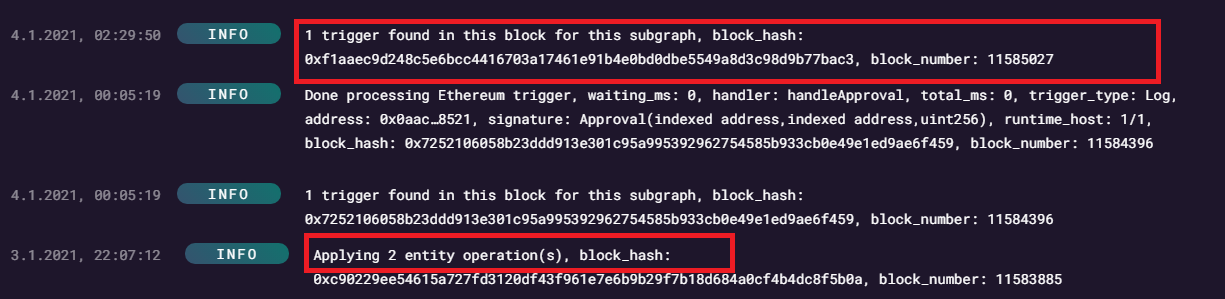 4.1.2021, 02:29:50 INFO 1 trigger found in this block for this subgraph, block_hash:
0xf1aaec9d248c5e6bcc4416703a17461e91b4e0bd0dbe5549a8d3c98d9b77bac3, block_number: 11585027
4.1.2021, 00:05:19 INFO Done processing Ethereum trigger, waiting_ms: 0, handler: handleApproval, total_ms: 0, trigger_type: Log,
address: 0x0aac…8521, signature: Approval(indexed address,indexed address,uint256), runtime_host: 1/1,
block_hash: 0x7252106058b23ddd913e301c95a995392962754585b933cb0e49e1ed9ae6f459, block_number: 11584396
4.1.2021, 00:05:19 INFO 1 trigger found in this block for this subgraph, block_hash:
0x7252106058b23ddd913e301c95a995392962754585b933cb0e49e1ed9ae6f459, block_number: 11584396
3.1.2021, 22:07:12 INFO Applying 2 entity operation(s), block_hash:
0xc90229ee54615a727fd3120df43f961e7e6b9b29f7b18d684a0cf4b4dc8f5b0a, block_number: 11583885